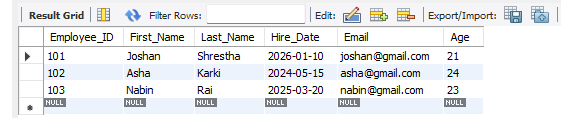 Result Grid Filter Rows: Edit: Export/Import:
Employee_ID First_Name Last_Name Hire_Date Email Age
101 Joshan Shrestha 2026-01-10 joshan@gmail.com 21
102 Asha Karki 2024-05-15 asha@gmail.com 24
103 Nabin Rai 2025-03-20 nabin@gmail.com 23
NULL NULL NULL NULL NULL NULL